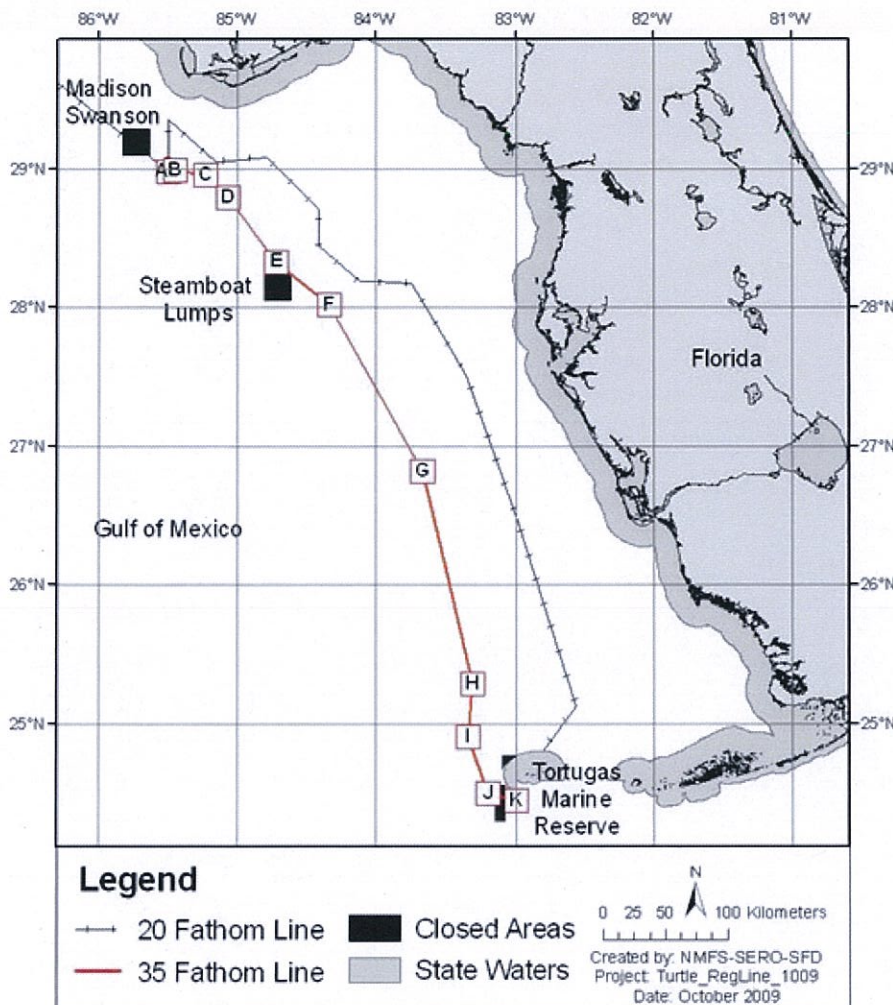 86°W 85°W 84°W 83°W 82°W 81°W
Madison
Swanson
29°N 29°N
A B C
D
E
Steamboat
Lumps
28°N F 28°N
Florida
27°N 27°N
G
Gulf of Mexico
26°N 26°N
H
25°N I 25°N
Tortugas
J K Marine
Reserve
Legend
20 Fathom Line Closed Areas
35 Fathom Line State Waters
N
0 25 50 100 Kilometers
Created by: NMFS-SERO-SFD
Project: Turtle_RegLine_1009
Date: October 2009